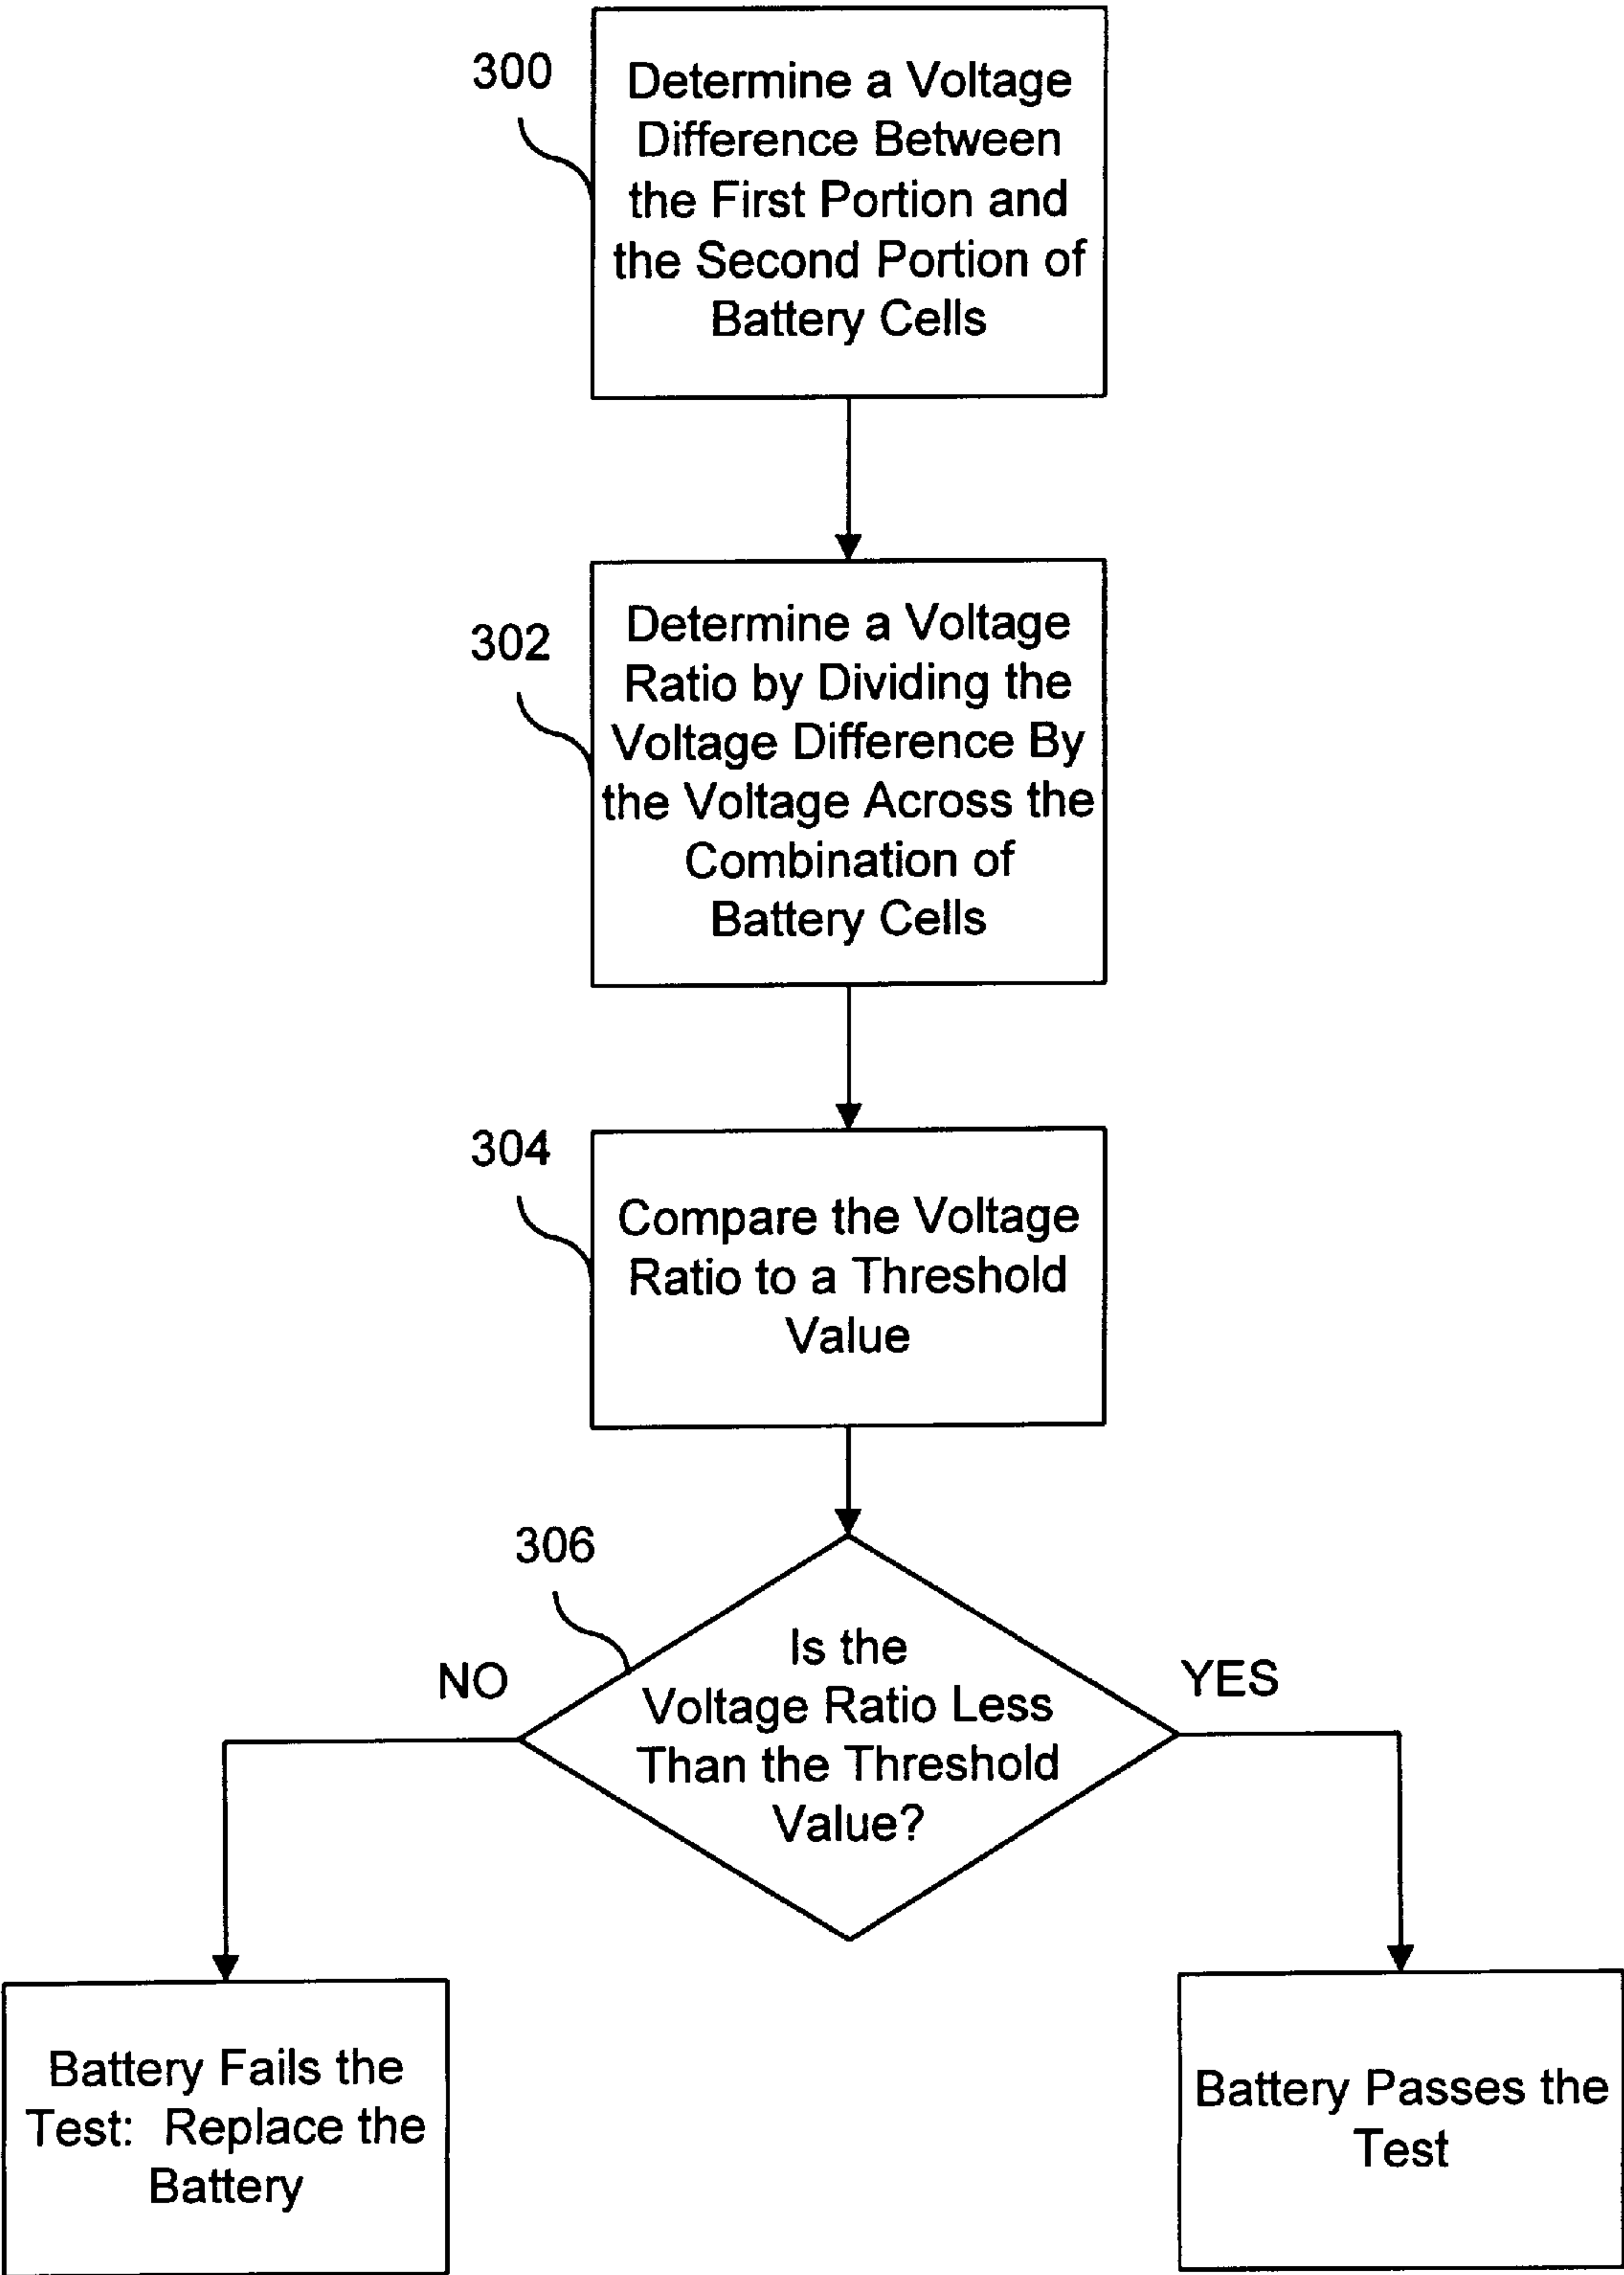 300
Determine a Voltage
Difference Between
the First Portion and
the Second Portion of
Battery Cells
302
Determine a Voltage
Ratio by Dividing the
Voltage Difference By
the Voltage Across the
Combination of
Battery Cells
304
Compare the Voltage
Ratio to a Threshold
Value
306
Is the
Voltage Ratio Less
Than the Threshold
Value?
NO
YES
Battery Fails the
Test: Replace the
Battery
Battery Passes the
Test